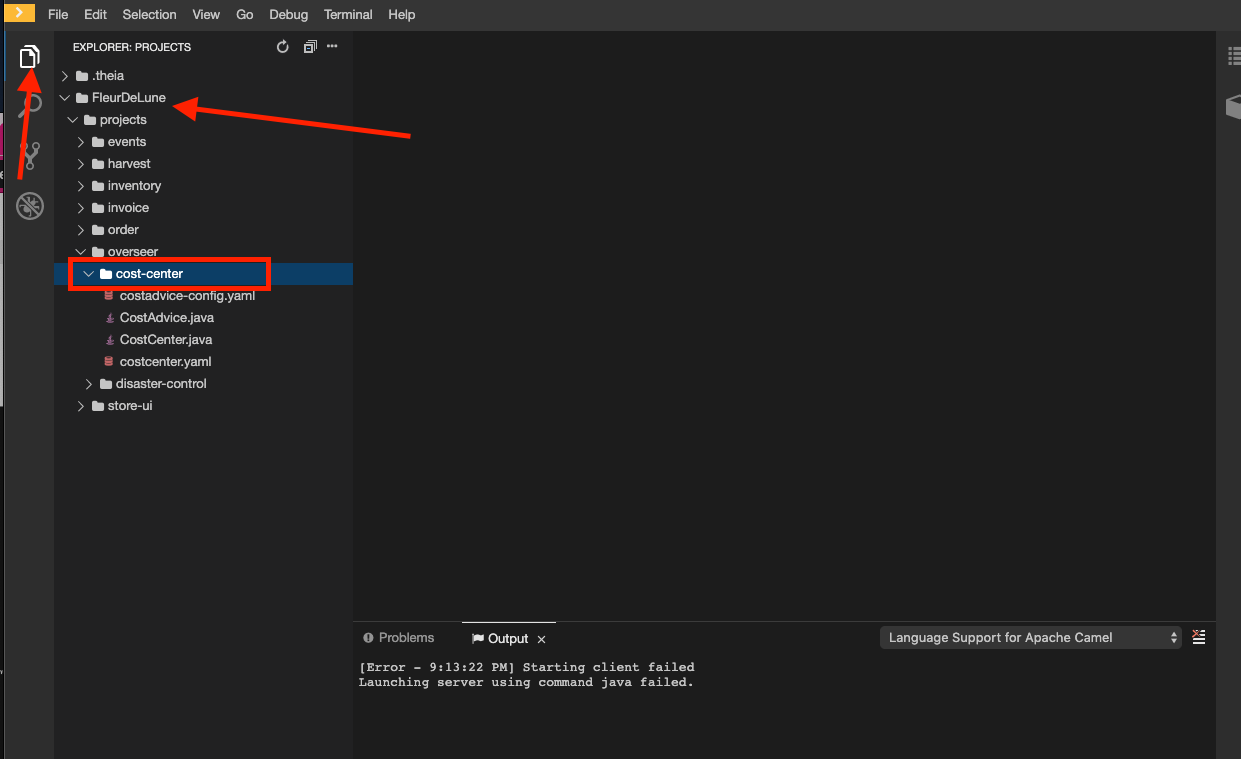 File Edit Selection View Go Debug Terminal Help
EXPLORER: PROJECTS
.theia
FleurDeLune
projects
events
harvest
inventory
invoice
order
overseer
cost-center
costadvice-config.yaml
CostAdvice.java
CostCenter.java
costcenter.yaml
disaster-control
store-ui
Problems Output Language Support for Apache Camel
[Error - 9:13:22 PM] Starting client failed
Launching server using command java failed.